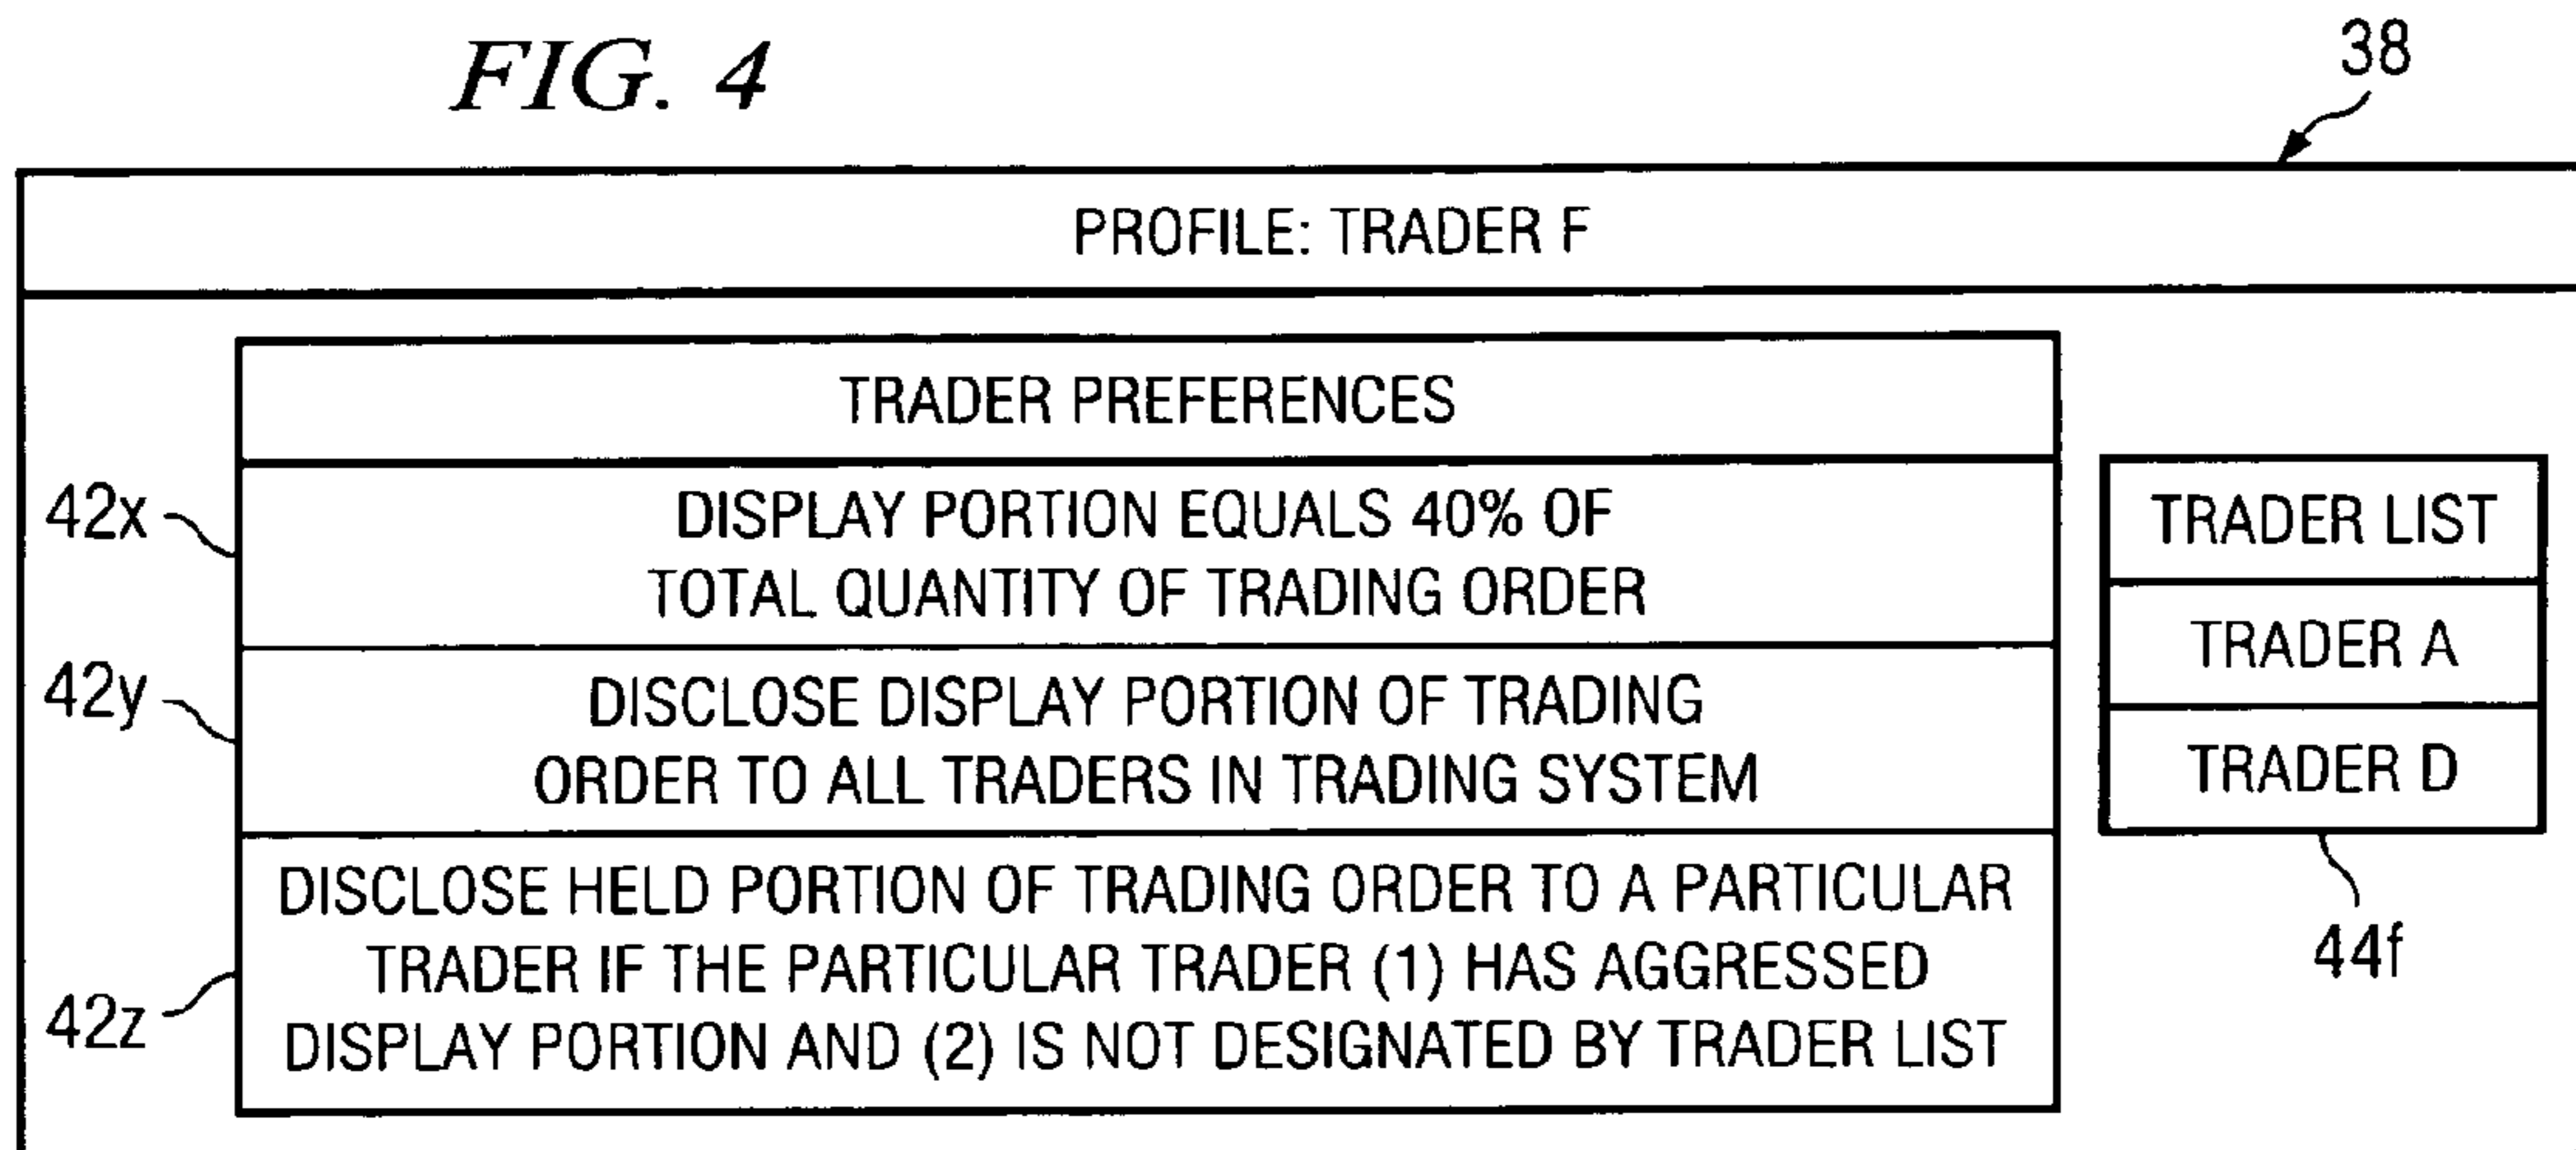 FIG. 4
38
PROFILE: TRADER F
TRADER PREFERENCES
42x
DISPLAY PORTION EQUALS 40% OF
TOTAL QUANTITY OF TRADING ORDER
42y
DISCLOSE DISPLAY PORTION OF TRADING
ORDER TO ALL TRADERS IN TRADING SYSTEM
42z
DISCLOSE HELD PORTION OF TRADING ORDER TO A PARTICULAR
TRADER IF THE PARTICULAR TRADER (1) HAS AGGRESSED
DISPLAY PORTION AND (2) IS NOT DESIGNATED BY TRADER LIST
TRADER LIST
TRADER A
TRADER D
44f